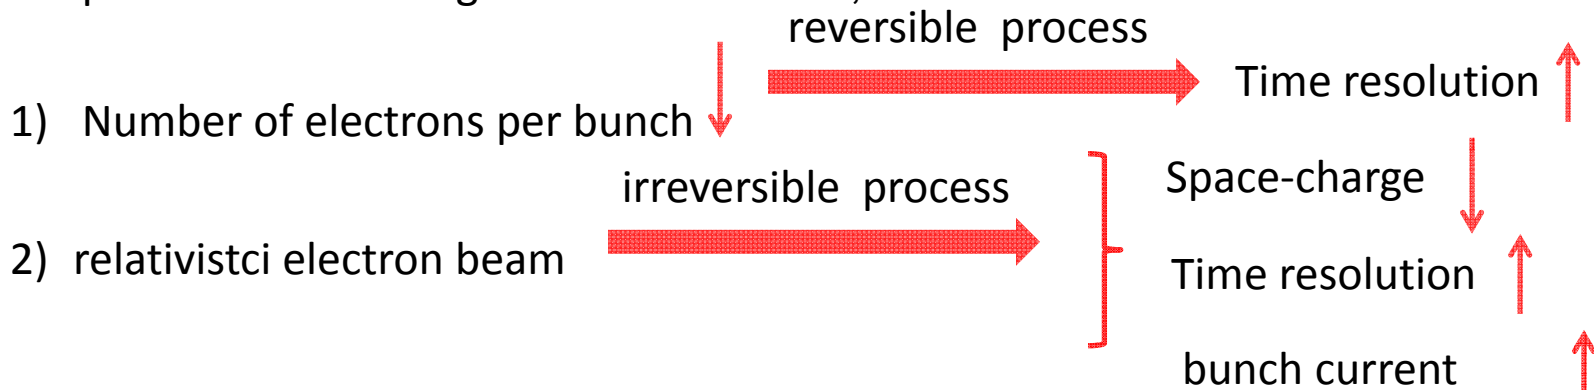 reversible process
Time resolution
1) Number of electrons per bunch
irreversible process
Space-charge
2) relativistci electron beam
Time resolution
bunch current